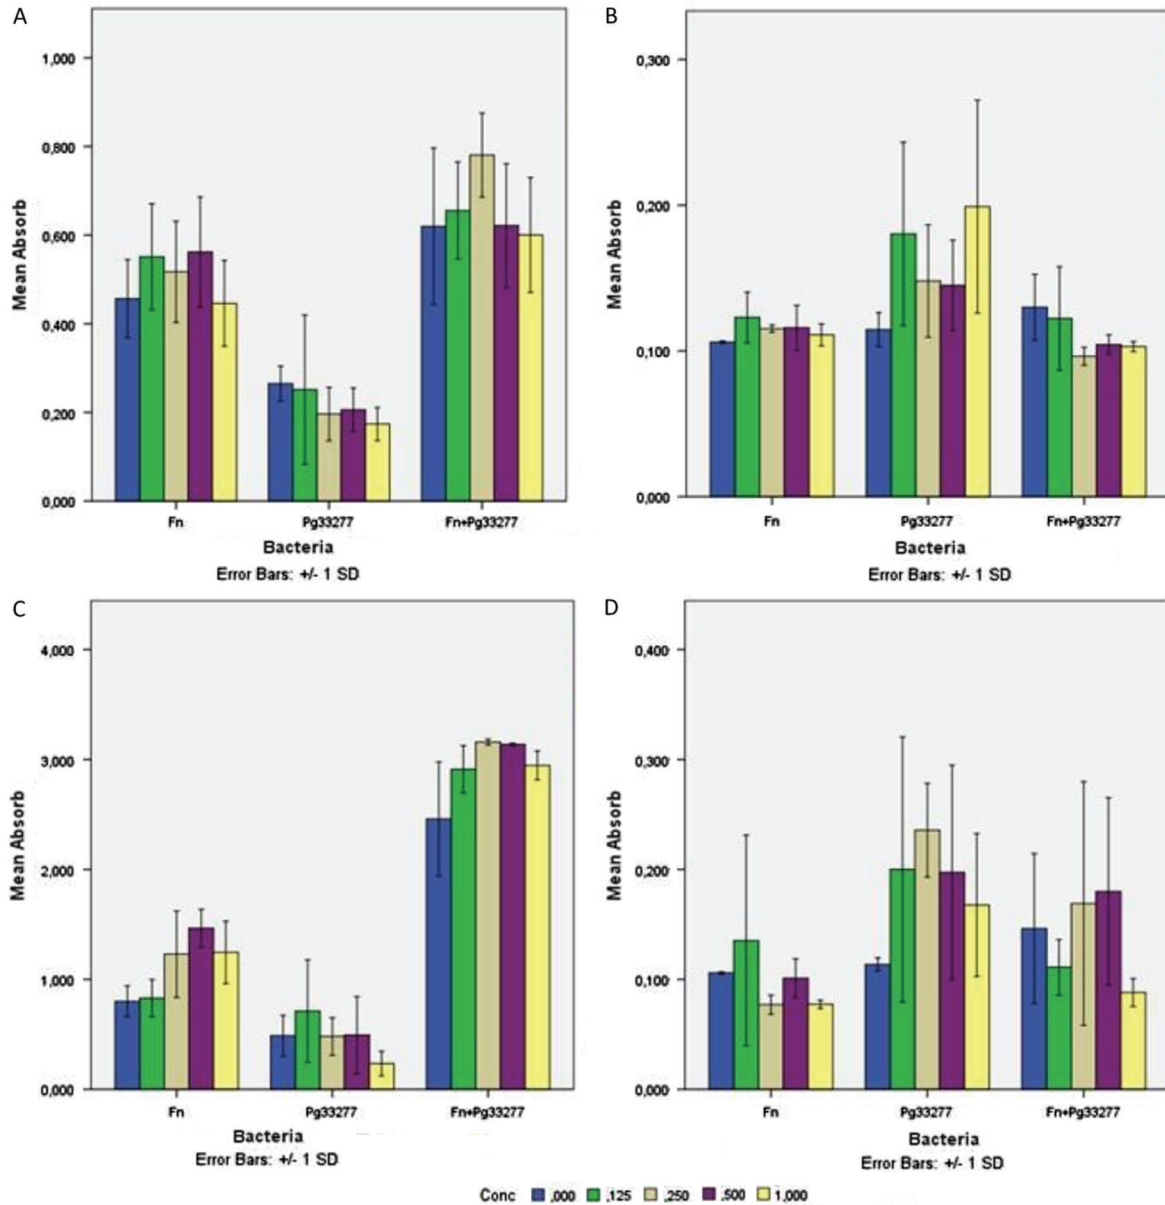 A
1,000
0,800
0,600
0,400
0,200
0,000
Mean Absorb
Fn Pg33277 Fn+Pg33277
Bacteria
Error Bars: +/- 1 SD
B
0,300
0,200
0,100
0,000
Mean Absorb
Fn Pg33277 Fn+Pg33277
Bacteria
Error Bars: +/- 1 SD
C
4,000
3,000
2,000
1,000
0,000
Mean Absorb
Fn Pg33277 Fn+Pg33277
Bacteria
Error Bars: +/- 1 SD
D
0,400
0,300
0,200
0,100
0,000
Mean Absorb
Fn Pg33277 Fn+Pg33277
Bacteria
Error Bars: +/- 1 SD
Conc ,000 ,125 ,250 ,500 1,000